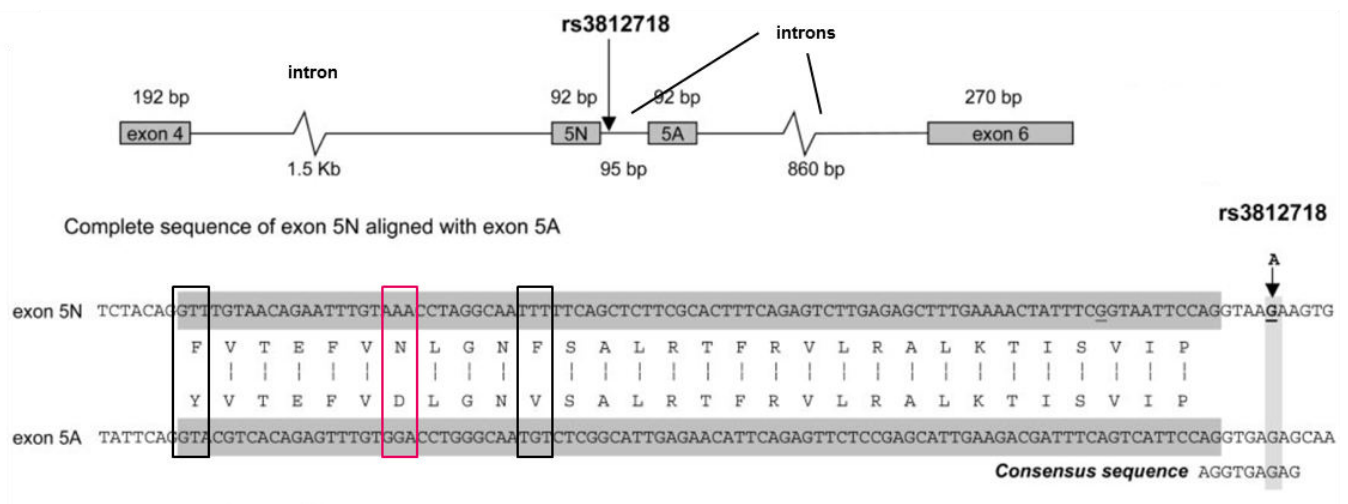 rs3812718
introns
intron
192 bp
92 bp
92 bp
270 bp
exon 4
5N
5A
exon 6
1.5 Kb
95 bp
860 bp
rs3812718
Complete sequence of exon 5N aligned with exon 5A
A
exon 5N TCTACAGGTTTGTAACAGAATTTGTAAACCTAGGCAATTTTTCAGCTCTTCGCACTTTCAGAGTCTTGAGAGCTTTGAAAACTATTTCGGTAATTCCAGGTAAGAAGTG
F V T E F V N L G N F S A L R T F R V L R A L K T I S V I P
Y V T E F V D L G N V S A L R T F R V L R A L K T I S V I P
exon 5A TATTCAGGTACGTCACAGAGTTTGTGGACCTGGGCAATGTCTCGGCATTGAGAACATTCAGAGTTCTCCGAGCATTGAAGACGATTTCAGTCATTCCAGGTGAGAGCAA
Consensus sequence AGGTGAGAG